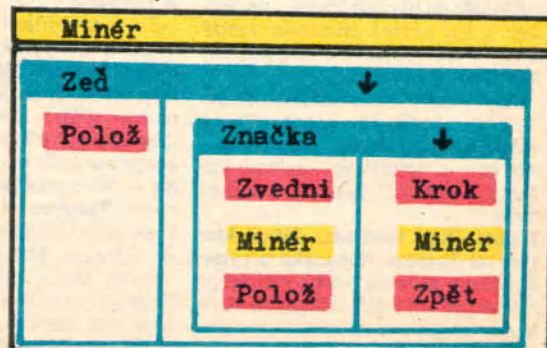 Minér
Zeď ↓
Polož Značka ↓
Zvedni Krok
Minér Minér
Polož Zpět